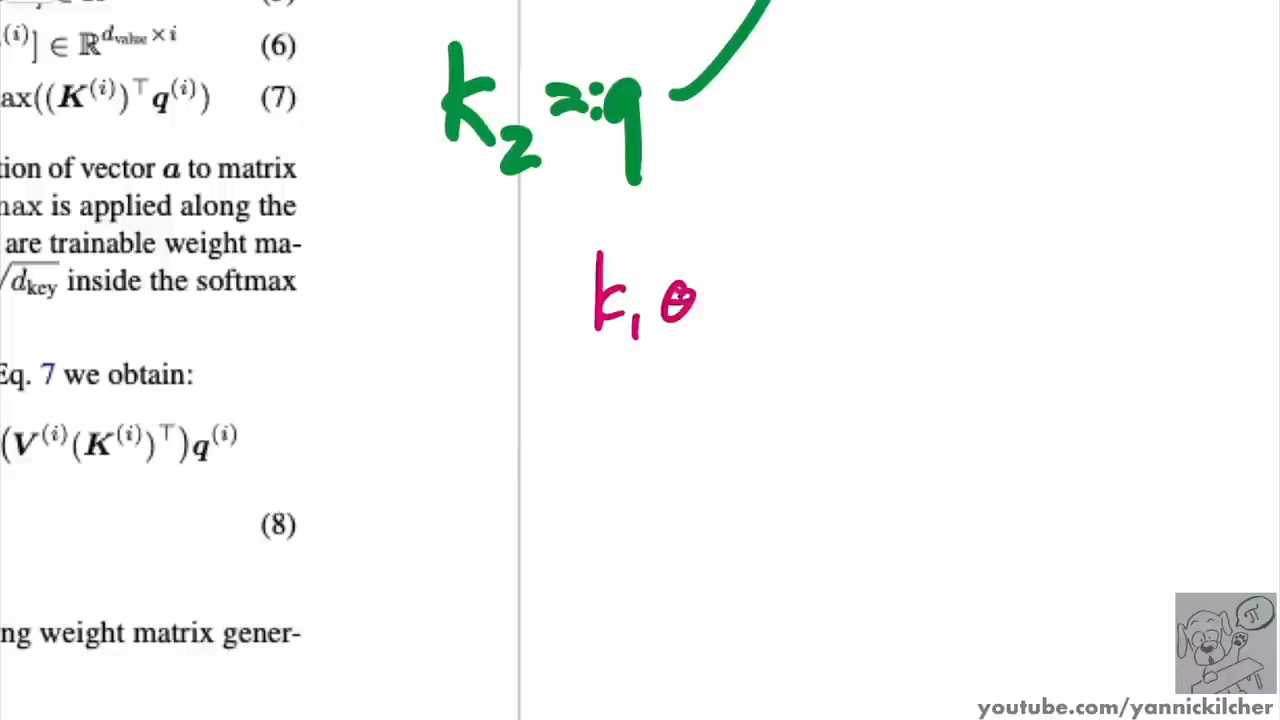 (i)] ∈ ℝ^{d_value × i} (6)
ax((K^{(i)})^⊤ q^{(i)}) (7)
tion of vector a to matrix
max is applied along the
are trainable weight ma-
√d_key inside the softmax
Eq. 7 we obtain:
(V^{(i)}(K^{(i)})^⊤)q^{(i)}
(8)
ng weight matrix gener-
k₂ =:q
k₁
π
youtube.com/yannickilcher